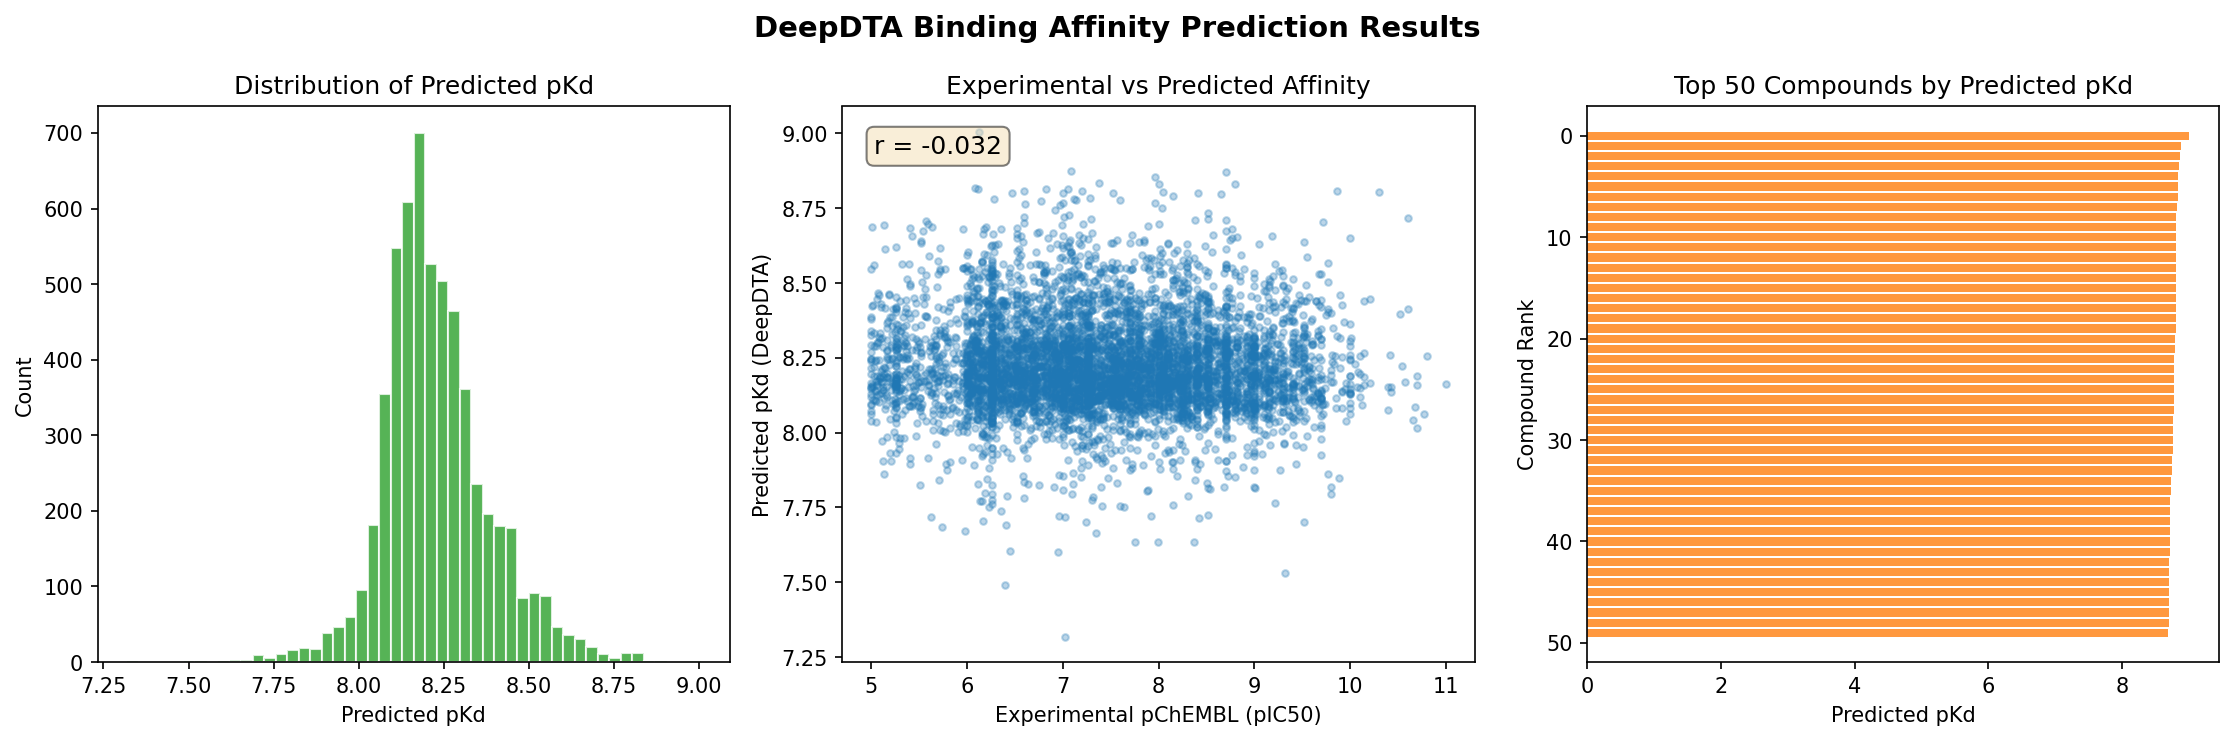 DeepDTA Binding Affinity Prediction Results
Distribution of Predicted pKd
Count
700
600
500
400
300
200
100
0
7.25 7.50 7.75 8.00 8.25 8.50 8.75 9.00
Predicted pKd
Experimental vs Predicted Affinity
r = -0.032
Predicted pKd (DeepDTA)
9.00
8.75
8.50
8.25
8.00
7.75
7.50
7.25
5 6 7 8 9 10 11
Experimental pChEMBL (pIC50)
Top 50 Compounds by Predicted pKd
Compound Rank
0
10
20
30
40
50
0 2 4 6 8
Predicted pKd